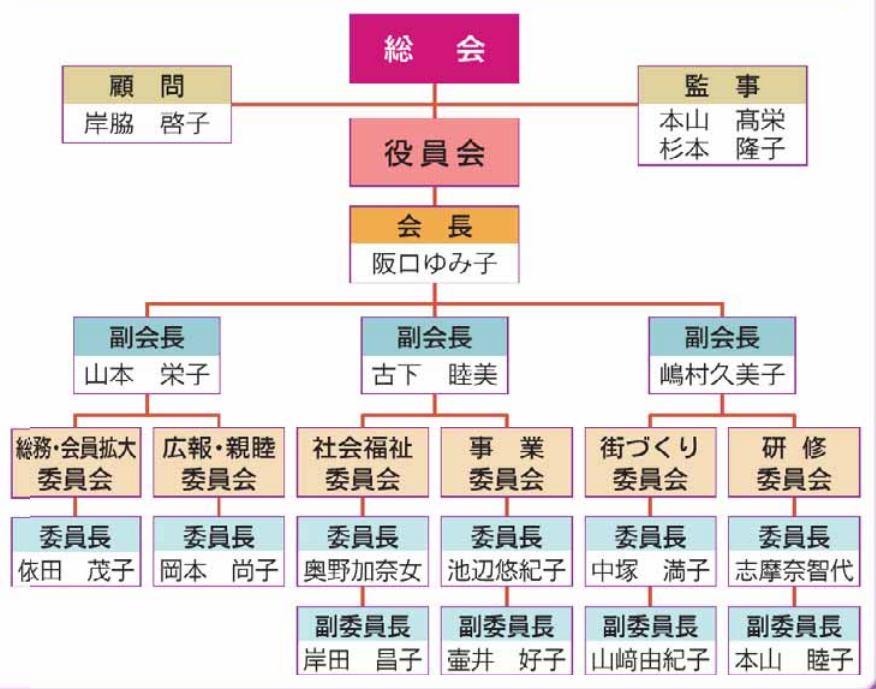 総　会
顧　問
岸脇　啓子
監　事
本山　髙栄
杉本　隆子
役員会
会　長
阪口ゆみ子
副会長
山本　栄子
副会長
古下　睦美
副会長
嶋村久美子
総務・会員拡大
委員会
委員長
依田　茂子
広報・親睦
委員会
委員長
岡本　尚子
社会福祉
委員会
委員長
奥野加奈女
副委員長
岸田　昌子
事　業
委員会
委員長
池辺悠紀子
副委員長
壷井　好子
街づくり
委員会
委員長
中塚　満子
副委員長
山﨑由紀子
研　修
委員会
委員長
志摩奈智代
副委員長
本山　睦子